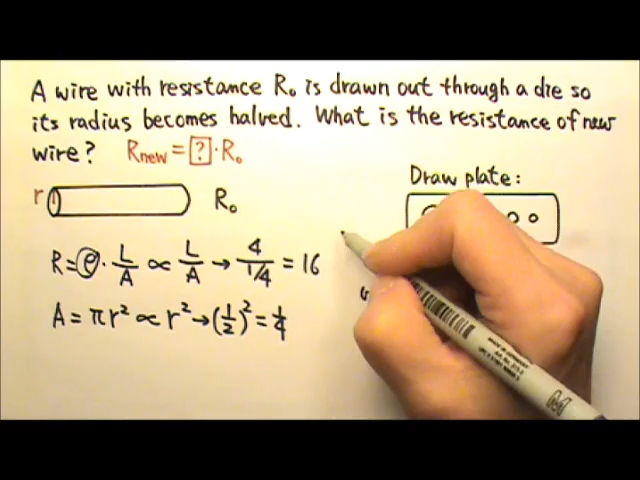 A wire with resistance R₀ is drawn out through a die so
its radius becomes halved. What is the resistance of new
wire? Rnew = ? · R₀
Draw plate:
r R₀
R = ρ · L/A ∝ L/A → 4/(1/4) = 16
A = πr² ∝ r² → (1/2)² = 1/4